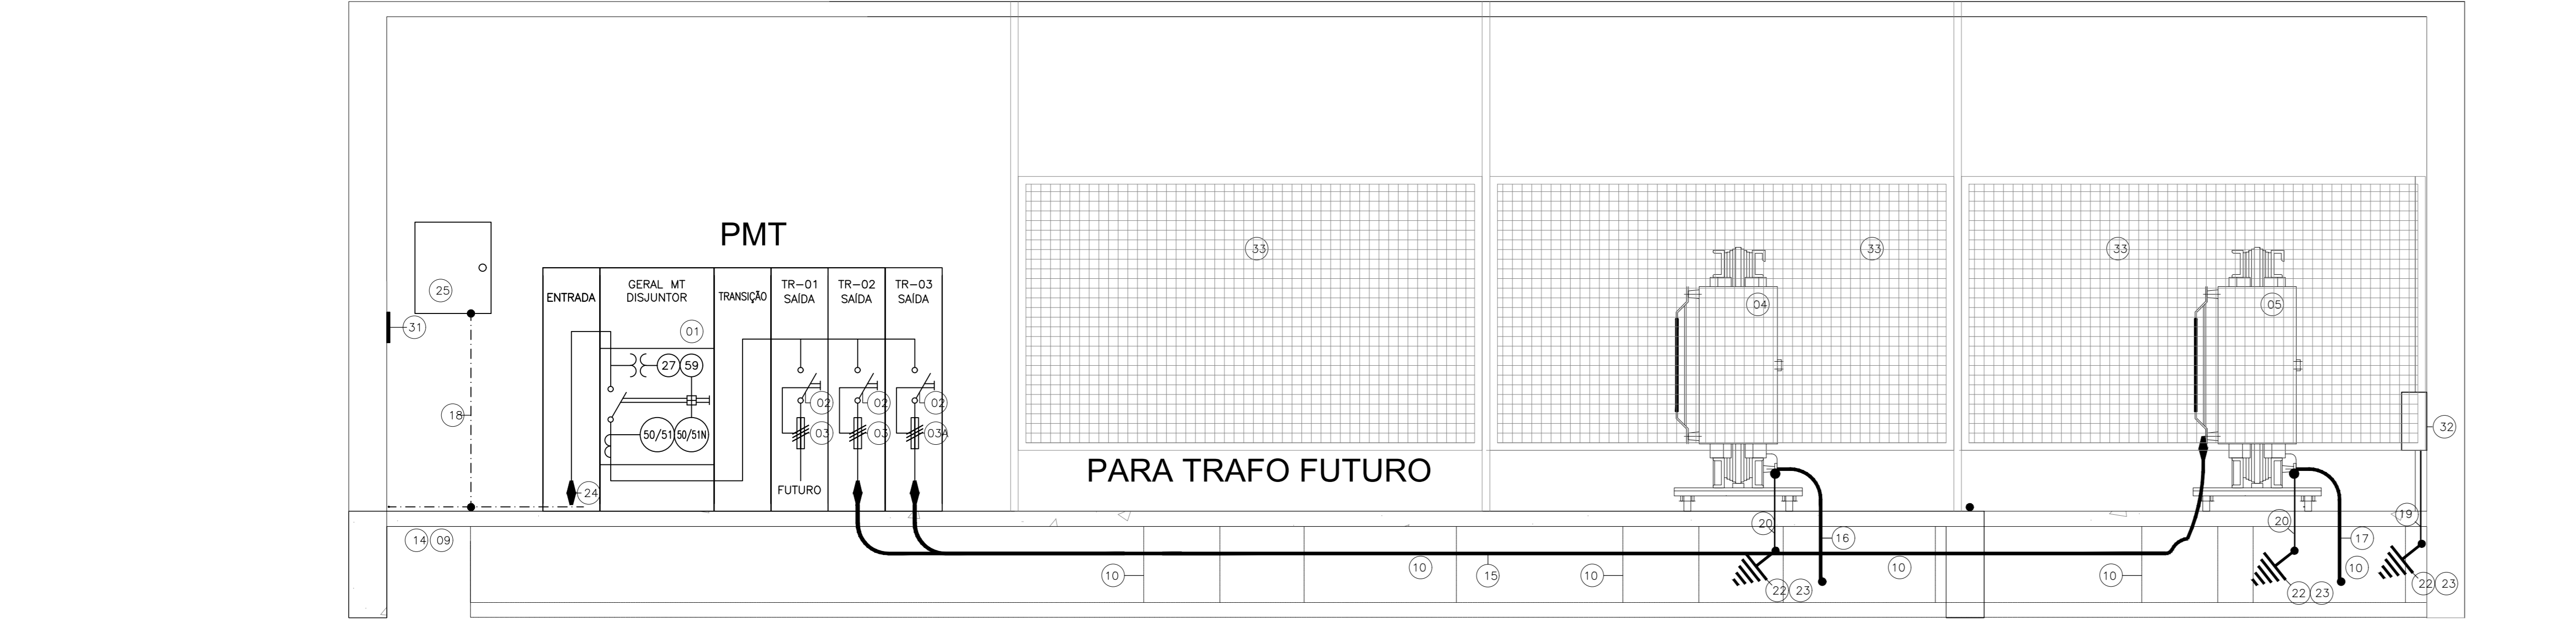 PMT
33
33
33
25
ENTRADA
GERAL MT
DISJUNTOR
TRANSIÇÃO
TR-01
SAÍDA
TR-02
SAÍDA
TR-03
SAÍDA
04
05
31
01
27
59
18
50/51
50/51N
02
02
02
03
03
03A
32
PARA TRAFO FUTURO
24
FUTURO
14
09
20
16
20
17
19
10
10
15
10
10
10
10
22
23
22
23
22
23